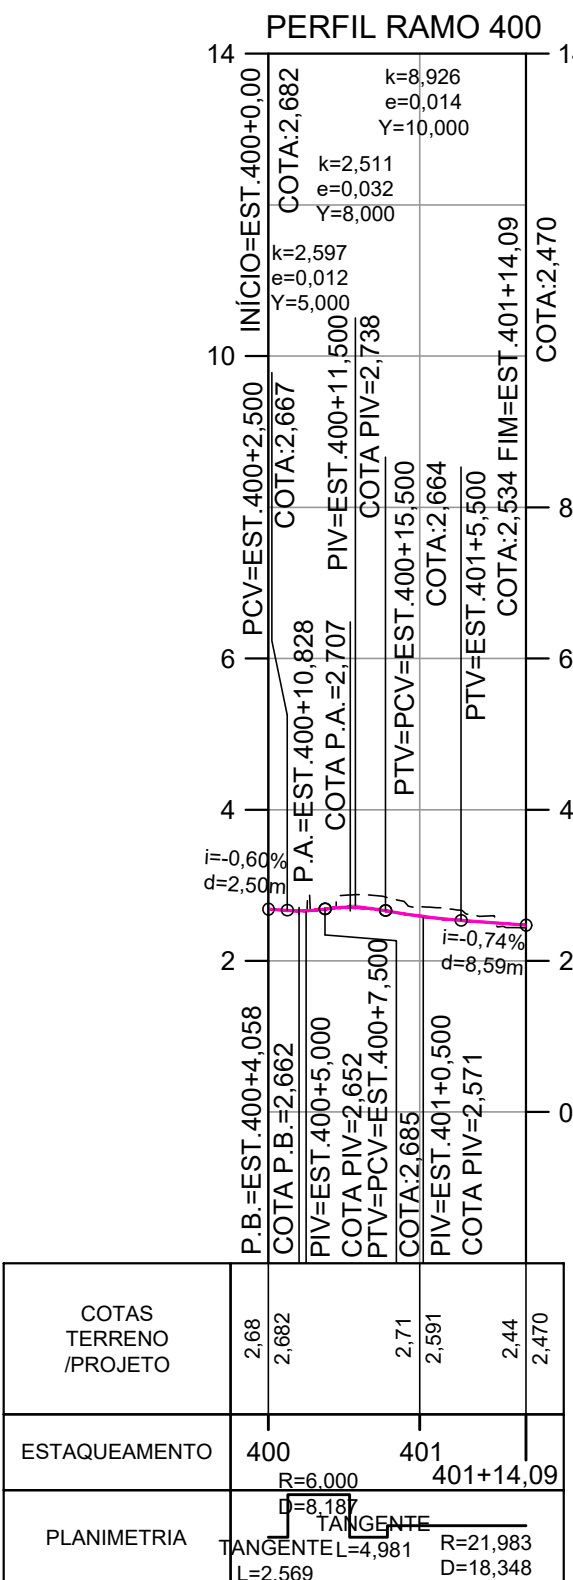 PERFIL RAMO 400
14
1
INÍCIO=EST.400+0,00
COTA:2,682
k=8,926
e=0,014
Y=10,000
k=2,511
e=0,032
Y=8,000
k=2,597
e=0,012
Y=5,000
10
PCV=EST.400+2,500
COTA:2,667
PIV=EST.400+11,500
COTA PIV=2,738
PTV=PCV=EST.400+15,500
COTA:2,664
PTV=EST.401+5,500
COTA:2,534
FIM=EST.401+14,09
COTA:2,470
8
8
6
6
P.A.=EST.400+10,828
COTA P.A.=2,707
4
4
i=-0,60%
d=2,50m
i=-0,74%
d=8,59m
2
2
P.B.=EST.400+4,058
COTA P.B.=2,662
PIV=EST.400+5,000
COTA PIV=2,652
PTV=PCV=EST.400+7,500
COTA:2,685
PIV=EST.401+0,500
COTA PIV=2,571
0
COTAS
TERRENO
/PROJETO
2,68
2,682
2,71
2,591
2,44
2,470
ESTAQUEAMENTO
400
401
401+14,09
PLANIMETRIA
R=6,000
D=8,187
TANGENTE
L=2,569
TANGENTE
L=4,981
R=21,983
D=18,348